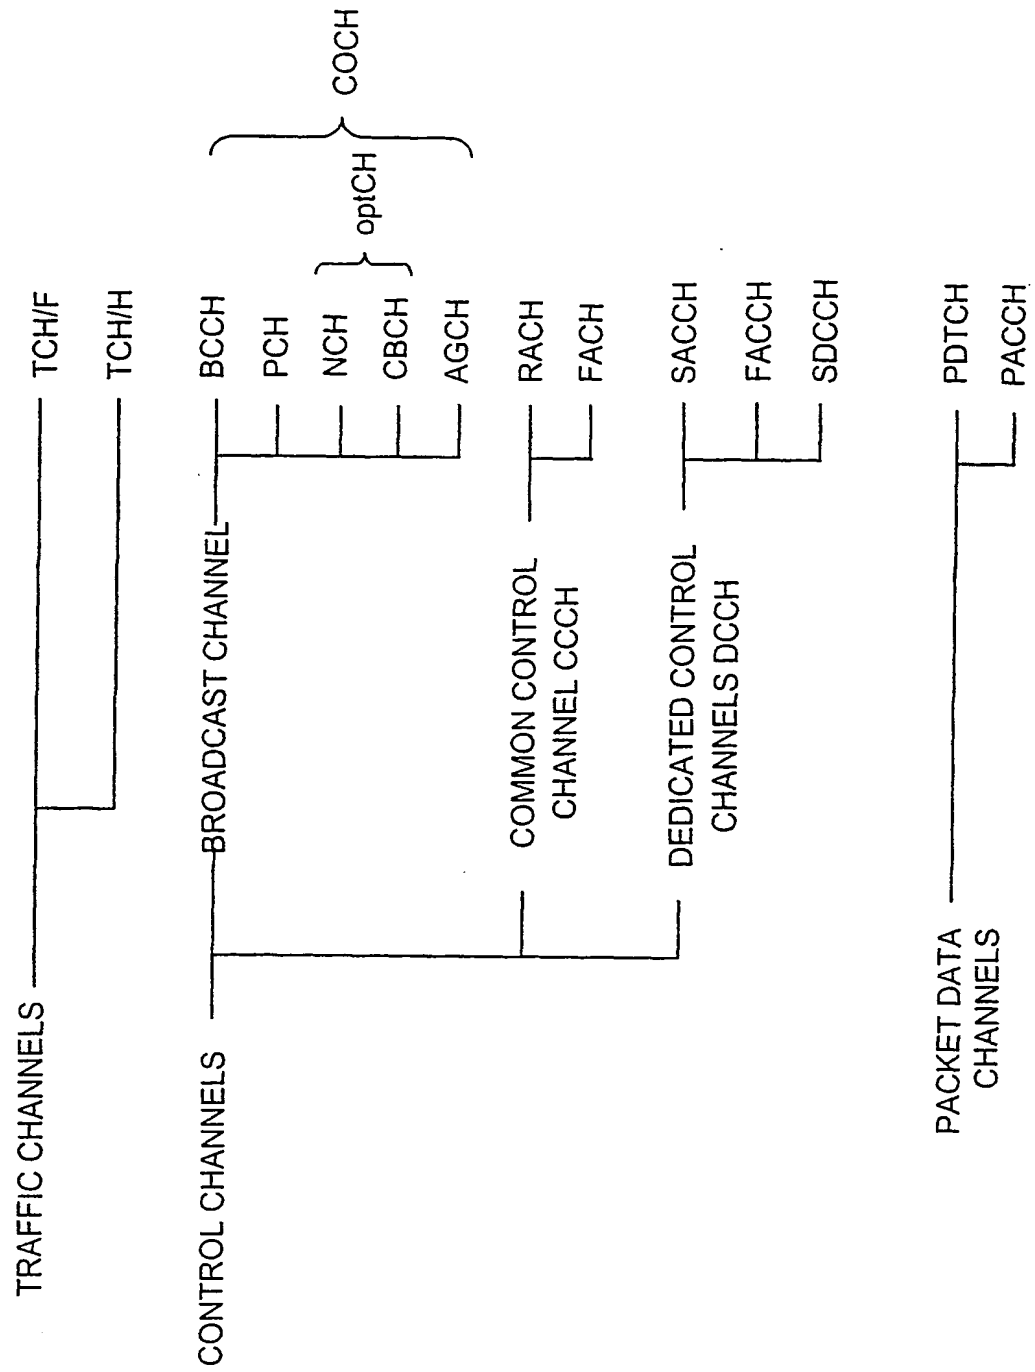 TRAFFIC CHANNELS
TCH/F
TCH/H
CONTROL CHANNELS
BROADCAST CHANNEL
BCCH
PCH
NCH
CBCH
AGCH
optCH
COCH
COMMON CONTROL
CHANNEL CCCH
RACH
FACH
DEDICATED CONTROL
CHANNELS DCCH
SACCH
FACCH
SDCCH
PACKET DATA
CHANNELS
PDTCH
PACCH